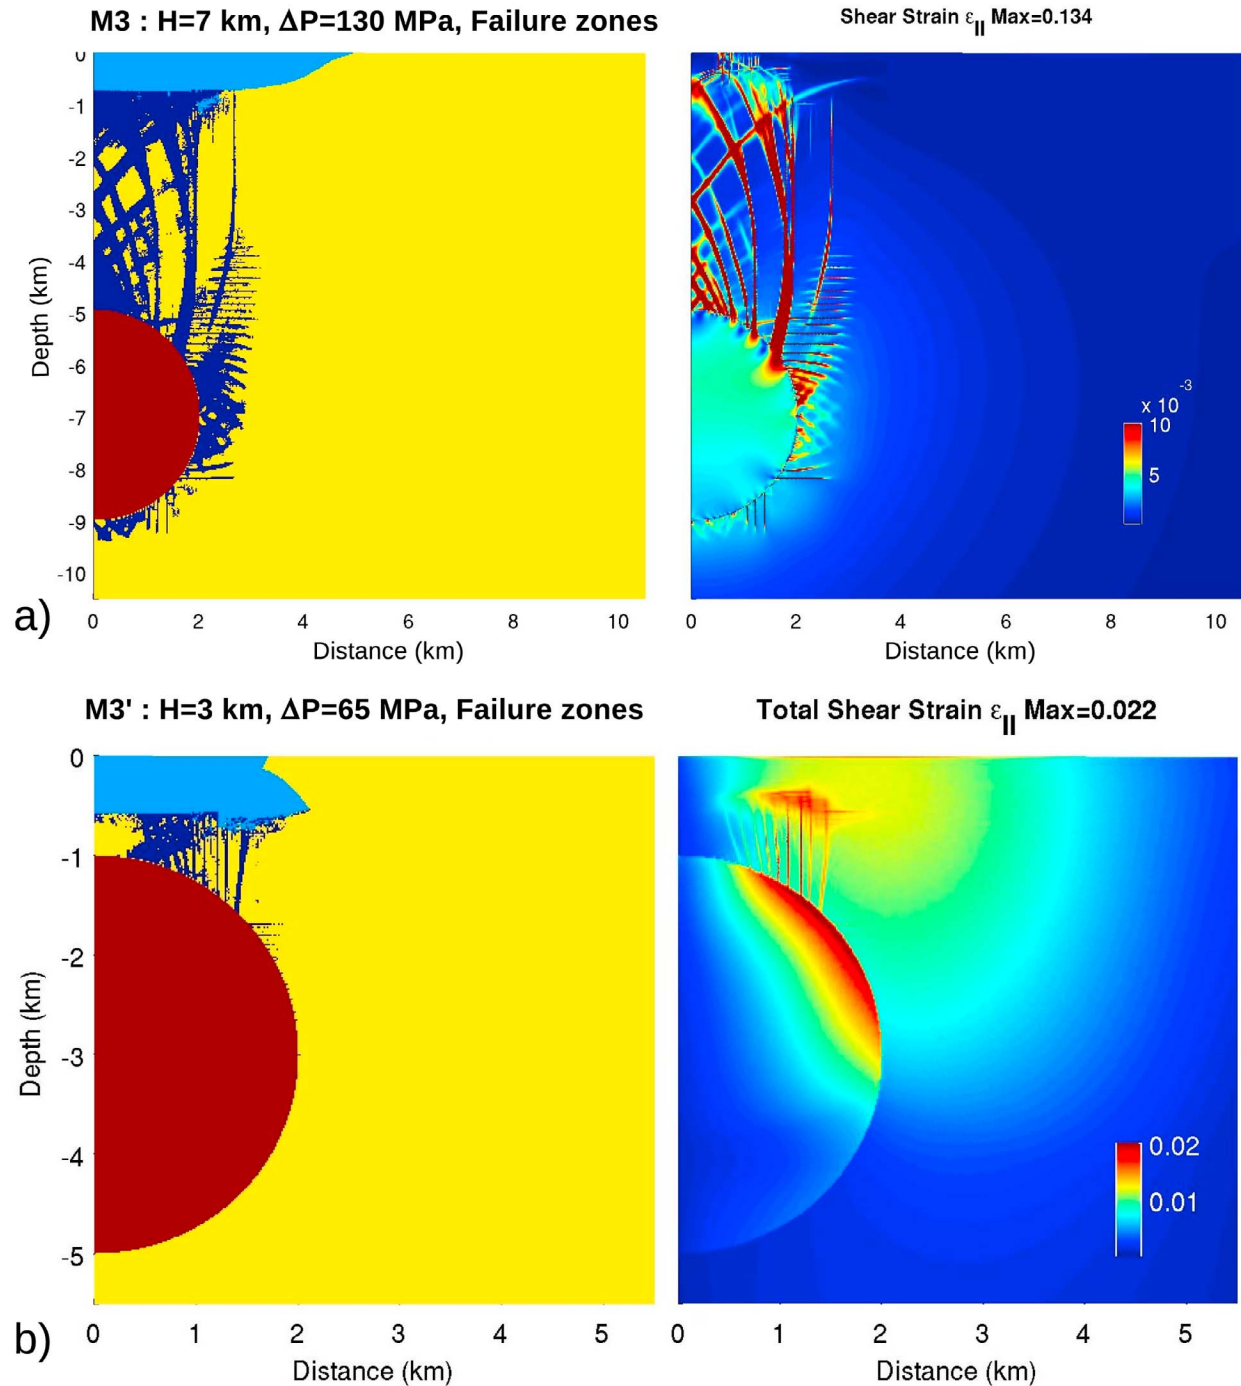 M3 : H=7 km, ΔP=130 MPa, Failure zones
Shear Strain εII Max=0.134
0
-1
-2
-3
-4
-5
-6
-7
-8
-9
-10
Depth (km)
x 10 -3
10
5
a)
0 2 4 6 8 10
Distance (km)
0 2 4 6 8 10
Distance (km)
M3' : H=3 km, ΔP=65 MPa, Failure zones
Total Shear Strain εII Max=0.022
0
-1
-2
-3
-4
-5
Depth (km)
0.02
0.01
b)
0 1 2 3 4 5
Distance (km)
0 1 2 3 4 5
Distance (km)